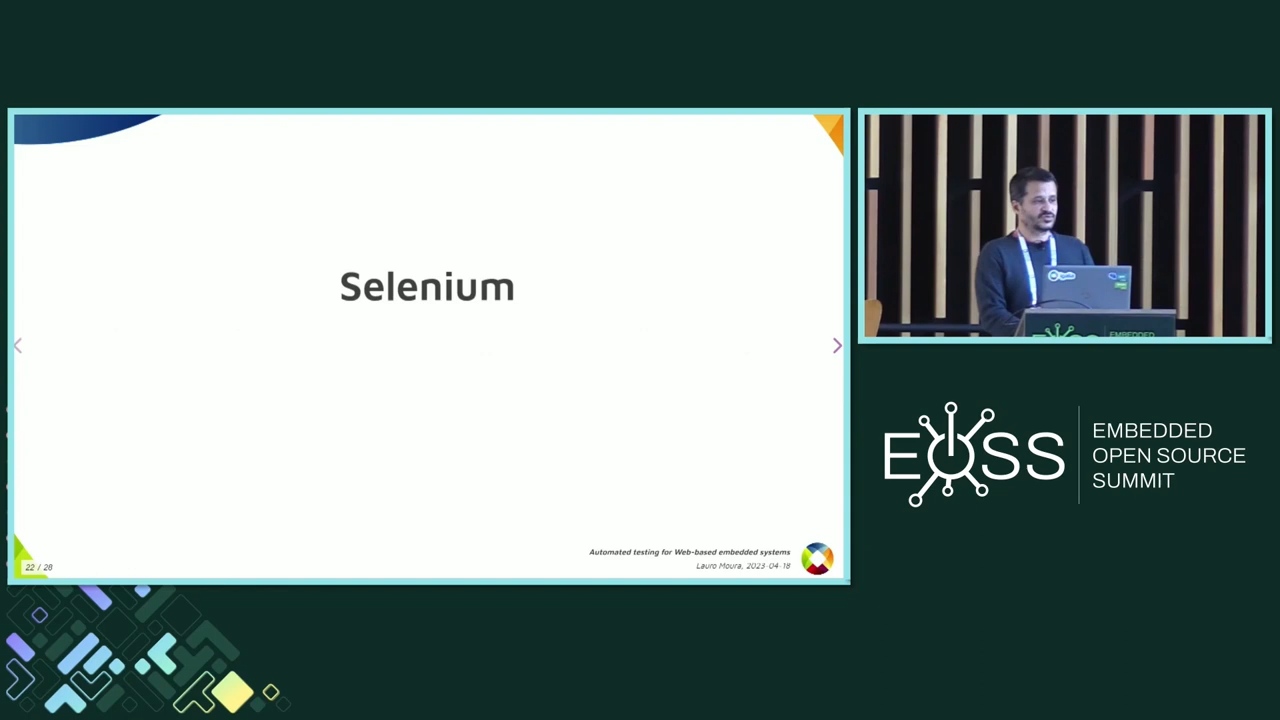 Selenium
22 / 28
Automated testing for Web-based embedded systems
Lauro Moura, 2023-04-18
EMBEDDED
EOSS
EMBEDDED
OPEN SOURCE
SUMMIT